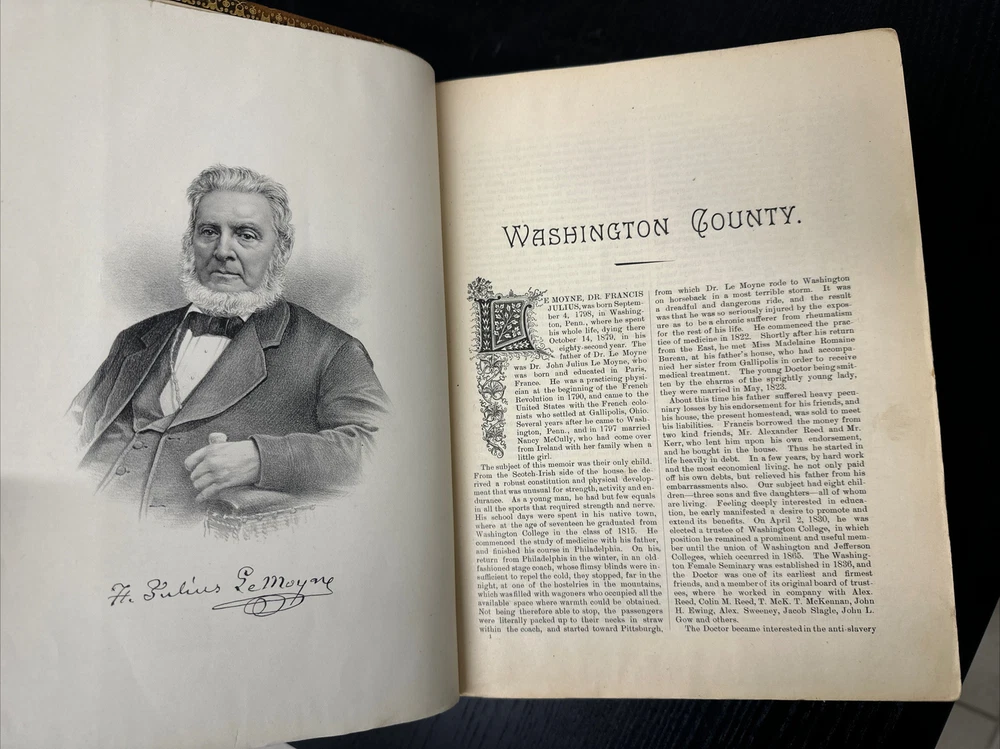 F. Julius LeMoyne
WASHINGTON COUNTY.
LE MOYNE, DR. FRANCIS
JULIUS, was born Septem-
ber 4, 1798, in Washing-
ton, Penn., where he spent
his whole life, dying there
October 14, 1879, in his
eighty-second year. The
father of Dr. Le Moyne
was Dr. John Julius Le Moyne, who
was born and educated in Paris,
France. He was a practicing physi-
cian at the beginning of the French
Revolution in 1790, and came to the
United States with the French colo-
nists who settled at Gallipolis, Ohio.
Several years after he came to Wash-
ington, Penn., and in 1797 married
Nancy McCully, who had come over
from Ireland with her family when a
little girl.
The subject of this memoir was their only child.
From the Scotch-Irish side of the house he de-
rived a robust constitution and physical develop-
ment that was unusual for strength, activity and en-
durance. As a young man, he had but few equals
in all the sports that required strength and nerve.
His school days were spent in his native town,
where at the age of seventeen he graduated from
Washington College in the class of 1815. He
commenced the study of medicine with his father,
and finished his course in Philadelphia. On his
return from Philadelphia in the winter, in an old
fashioned stage coach, whose flimsy blinds were in-
sufficient to repel the cold, they stopped, far in the
night, at one of the hostelries in the mountains,
which was filled with wagoners who occupied all the
available space where warmth could be obtained.
Not being therefore able to stop, the passengers
were literally packed up to their necks in straw
within the coach, and started toward Pittsburgh,
1
from which Dr. Le Moyne rode to Washington
on horseback in a most terrible storm. It was
a dreadful and dangerous ride, and the result
was that he was so seriously injured by the expos-
ure as to be a chronic sufferer from rheumatism
for the rest of his life. He commenced the prac-
tice of medicine in 1822. Shortly after his return
from the East, he met Miss Madelaine Romaine
Bureau, at his father's house, who had accompa-
nied her sister from Gallipolis in order to receive
medical treatment. The young Doctor being smit-
ten by the charms of the sprightly young lady,
they were married in May, 1823.
About this time his father suffered heavy pecu-
niary losses by his endorsement for his friends, and
his house, the present homestead, was sold to meet
his liabilities. Francis borrowed the money from
two kind friends, Mr. Alexander Reed and Mr.
Kerr, who lent him upon his own endorsement,
and he bought in the house. Thus he started in
life heavily in debt. In a few years, by hard work
and the most economical living, he not only paid
off his own debts, but relieved his father from his
embarrassments also. Our subject had eight chil-
dren—three sons and five daughters—all of whom
are living. Feeling deeply interested in educa-
tion, he early manifested a desire to promote and
extend its benefits. On April 2, 1830, he was
elected a trustee of Washington College, in which
position he remained a prominent and useful mem-
ber until the union of Washington and Jefferson
Colleges, which occurred in 1865. The Washing-
ton Female Seminary was established in 1836, and
the Doctor was one of its earliest and firmest
friends, and a member of its original board of trust-
ees, where he worked in company with Alex.
Reed, Colin M. Reed, T. McK. T. McKennan, John
H. Ewing, Alex. Sweeney, Jacob Slagle, John L.
Gow and others.
The Doctor became interested in the anti-slavery